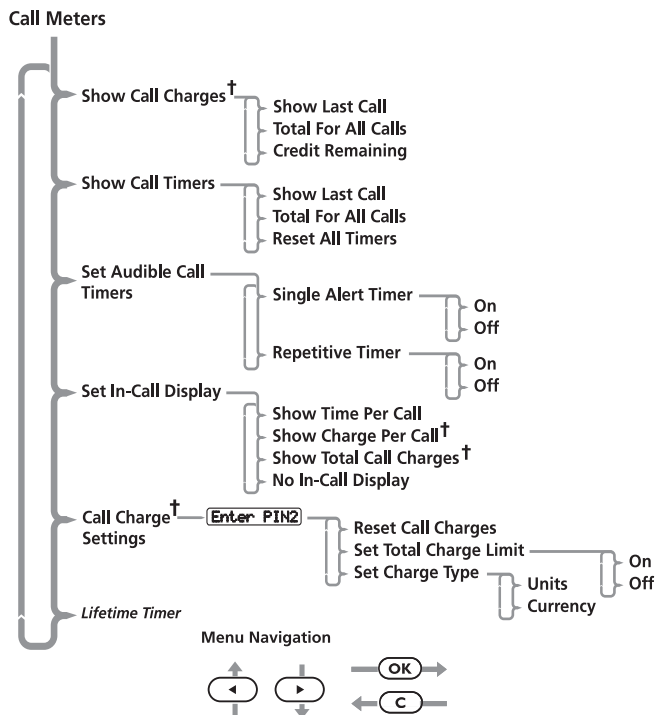 Call Meters
Show Call Charges†
Show Last Call
Total For All Calls
Credit Remaining
Show Call Timers
Show Last Call
Total For All Calls
Reset All Timers
Set Audible Call
Timers
Single Alert Timer
On
Off
Repetitive Timer
On
Off
Set In-Call Display
Show Time Per Call
Show Charge Per Call†
Show Total Call Charges†
No In-Call Display
Call Charge†
Settings
Enter PIN2
Reset Call Charges
Set Total Charge Limit
On
Off
Set Charge Type
Units
Currency
Lifetime Timer
Menu Navigation
OK
C